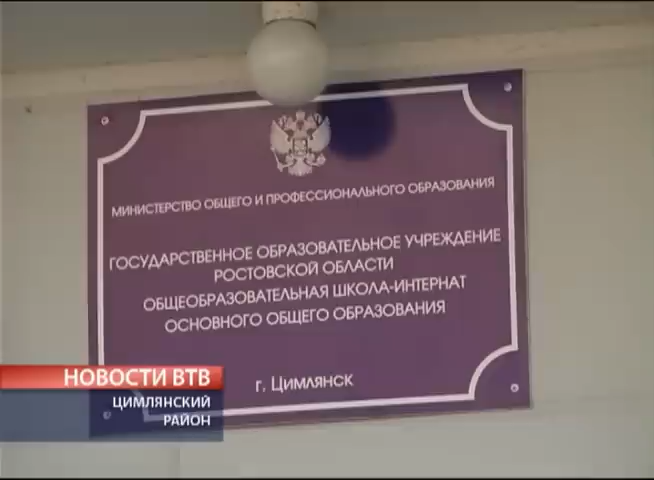 МИНИСТЕРСТВО ОБЩЕГО И ПРОФЕССИОНАЛЬНОГО ОБРАЗОВАНИЯ
ГОСУДАРСТВЕННОЕ ОБРАЗОВАТЕЛЬНОЕ УЧРЕЖДЕНИЕ
РОСТОВСКОЙ ОБЛАСТИ
ОБЩЕОБРАЗОВАТЕЛЬНАЯ ШКОЛА-ИНТЕРНАТ
ОСНОВНОГО ОБЩЕГО ОБРАЗОВАНИЯ
г. Цимлянск
НОВОСТИ ВТВ
ЦИМЛЯНСКИЙ
РАЙОН